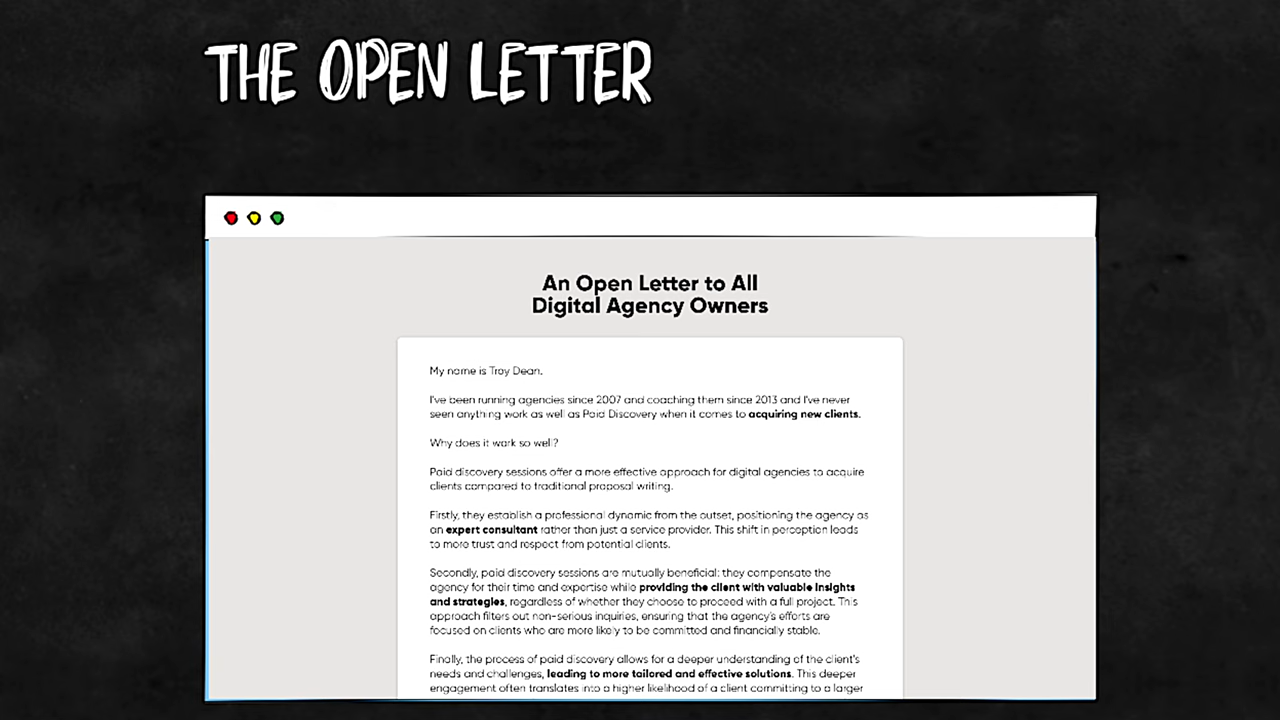 THE OPEN LETTER
An Open Letter to All
Digital Agency Owners
My name is Troy Dean.
I've been running agencies since 2007 and coaching them since 2013 and I've never
seen anything work as well as Paid Discovery when it comes to acquiring new clients.
Why does it work so well?
Paid discovery sessions offer a more effective approach for digital agencies to acquire
clients compared to traditional proposal writing.
Firstly, they establish a professional dynamic from the outset, positioning the agency as
an expert consultant rather than just a service provider. This shift in perception leads
to more trust and respect from potential clients.
Secondly, paid discovery sessions are mutually beneficial: they compensate the
agency for their time and expertise while providing the client with valuable insights
and strategies, regardless of whether they choose to proceed with a full project. This
approach filters out non-serious inquiries, ensuring that the agency's efforts are
focused on clients who are more likely to be committed and financially stable.
Finally, the process of paid discovery allows for a deeper understanding of the client's
needs and challenges, leading to more tailored and effective solutions. This deeper
engagement often translates into a higher likelihood of a client committing to a larger